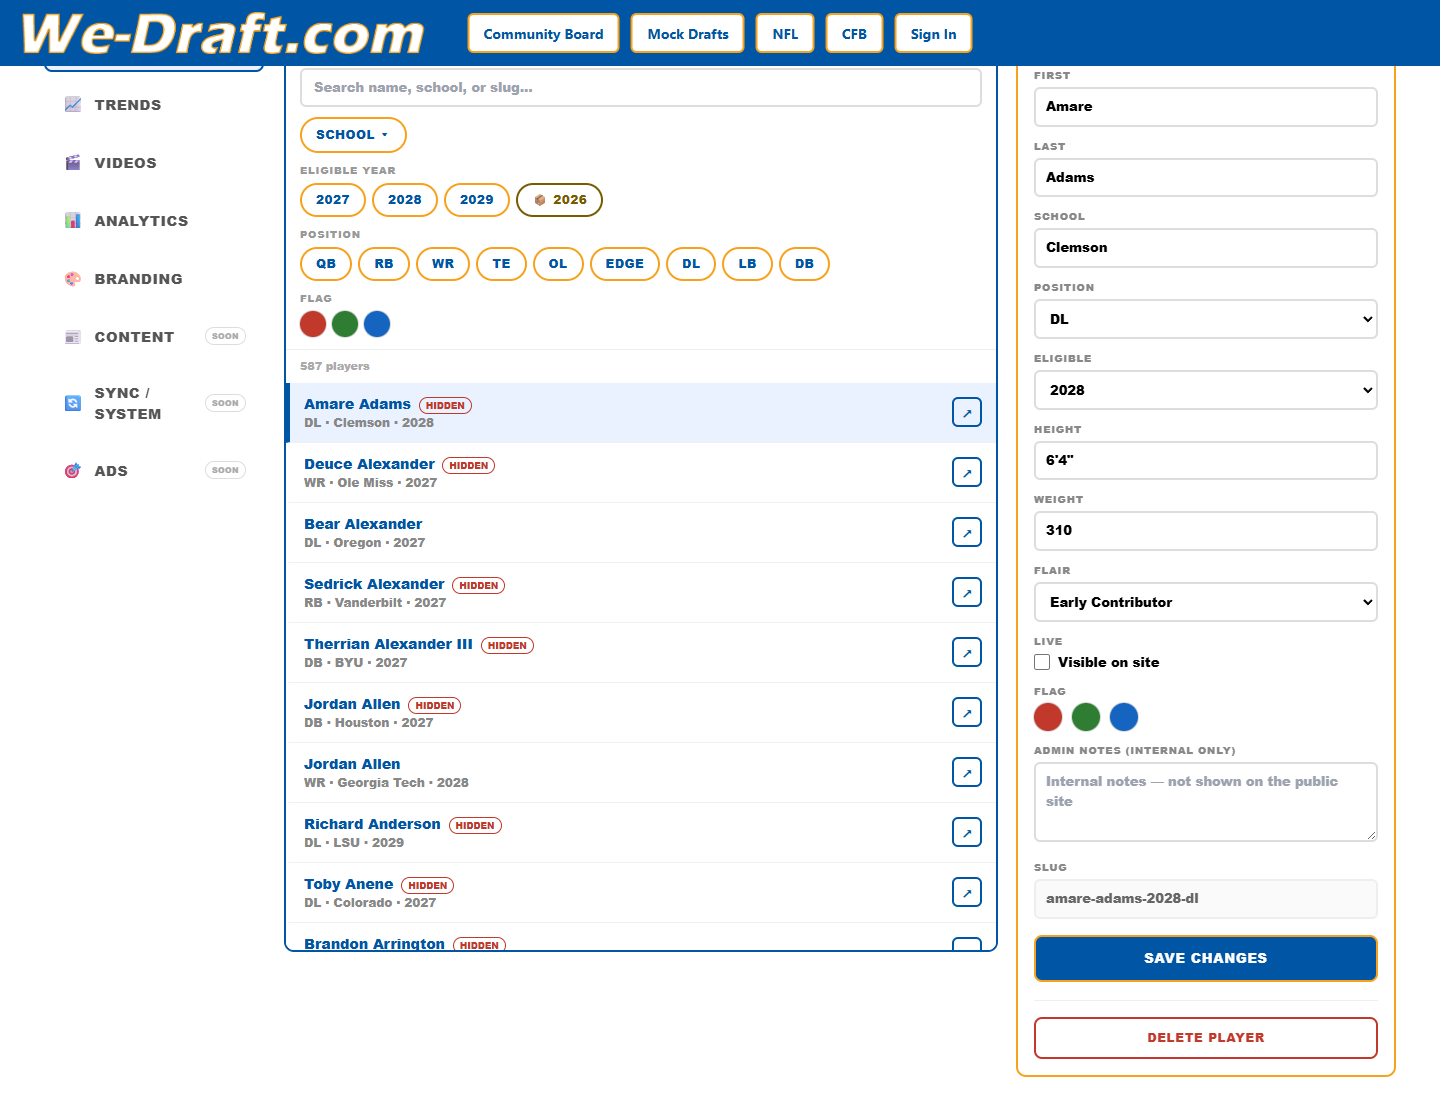 We-Draft.com
Community Board
Mock Drafts
NFL
CFB
Sign In
TRENDS
VIDEOS
ANALYTICS
BRANDING
CONTENT SOON
SYNC / SYSTEM SOON
ADS SOON
Search name, school, or slug...
SCHOOL
ELIGIBLE YEAR
2027
2028
2029
2026
POSITION
QB
RB
WR
TE
OL
EDGE
DL
LB
DB
FLAG
587 players
Amare Adams HIDDEN
DL • Clemson • 2028
Deuce Alexander HIDDEN
WR • Ole Miss • 2027
Bear Alexander
DL • Oregon • 2027
Sedrick Alexander HIDDEN
RB • Vanderbilt • 2027
Therrian Alexander III HIDDEN
DB • BYU • 2027
Jordan Allen HIDDEN
DB • Houston • 2027
Jordan Allen
WR • Georgia Tech • 2028
Richard Anderson HIDDEN
DL • LSU • 2029
Toby Anene HIDDEN
DL • Colorado • 2027
Brandon Arrington HIDDEN
FIRST
Amare
LAST
Adams
SCHOOL
Clemson
POSITION
DL
ELIGIBLE
2028
HEIGHT
6'4"
WEIGHT
310
FLAIR
Early Contributor
LIVE
Visible on site
FLAG
ADMIN NOTES (INTERNAL ONLY)
Internal notes — not shown on the public
site
SLUG
amare-adams-2028-dl
SAVE CHANGES
DELETE PLAYER